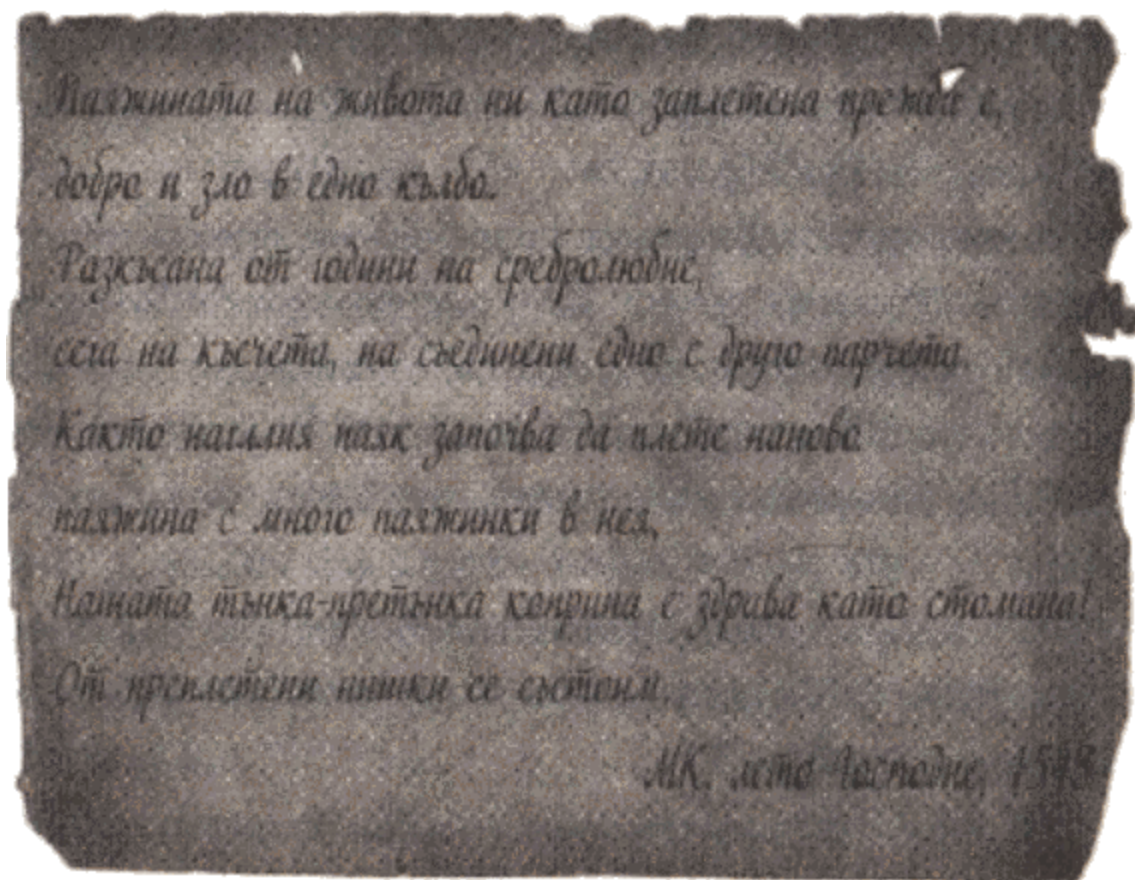 Паяжината на живота ни като заплетена прежда е,
добро и зло в едно кълбо.
Разкъсана от години на сребролюбие,
сега на късчета, на съединени едно с друго парчета.
Както наглия паяк започва да плете наново
паяжина с много паяжинки в нея,
Нашата тънка-претънка коприна е здрава като стомана!
От преплетени нишки се състоим.
МК, лето Господне,